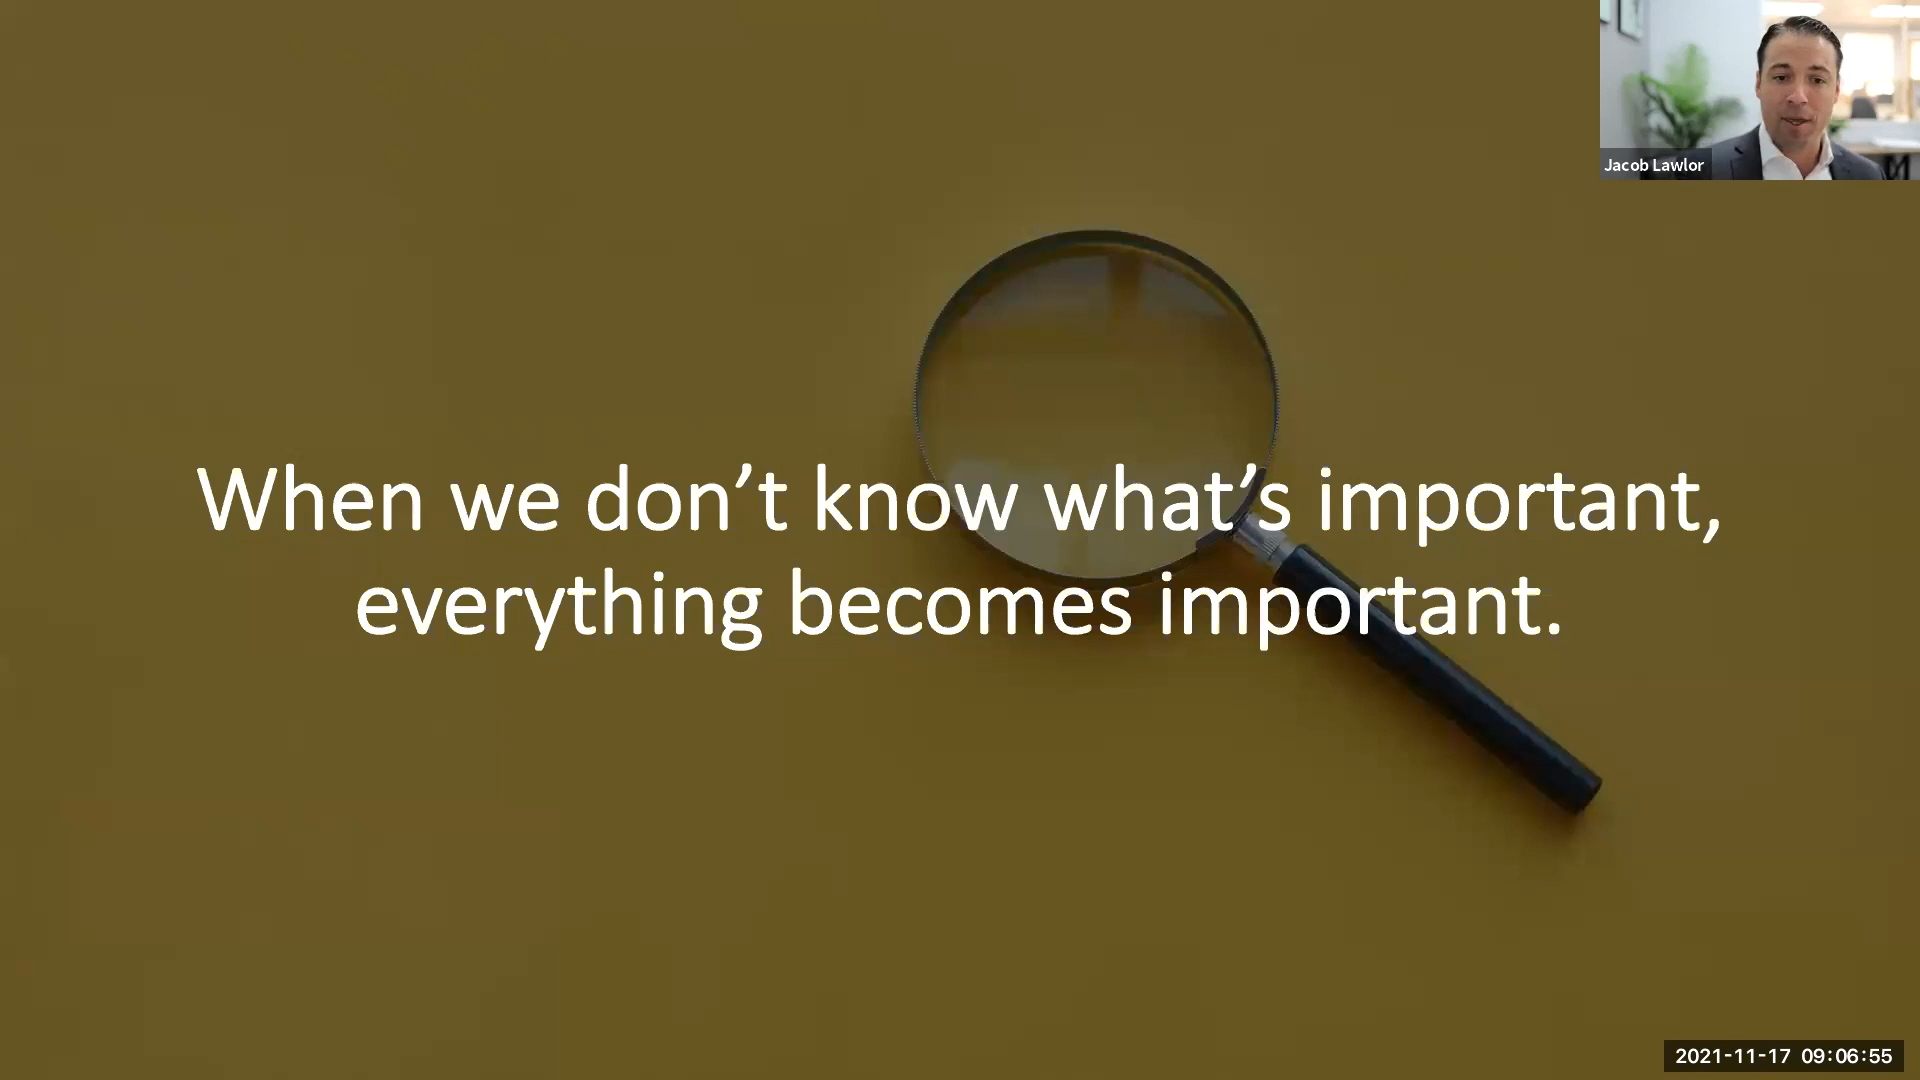 Jacob Lawlor
When we don’t know what’s important,
everything becomes important.
2021-11-17 09:06:55